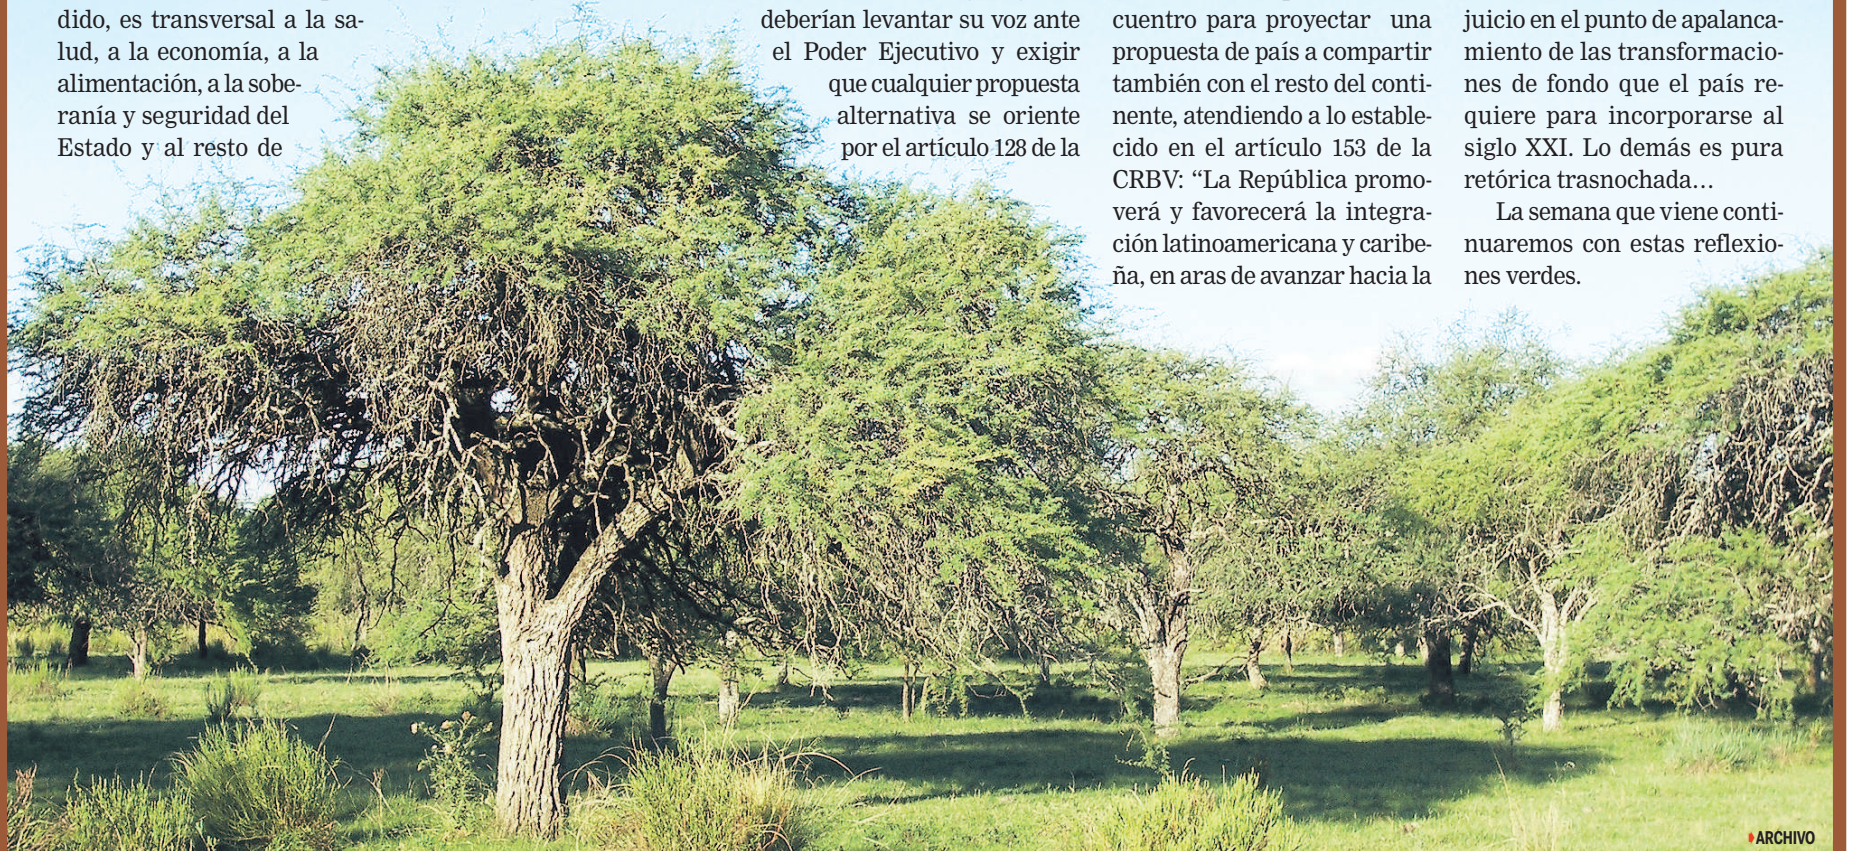 dido, es transversal a la sa-
lud, a la economía, a la
alimentación, a la sobe-
ranía y seguridad del
Estado y al resto de
deberían levantar su voz ante
el Poder Ejecutivo y exigir
que cualquier propuesta
alternativa se oriente
por el artículo 128 de la
cuentro para proyectar una
propuesta de país a compartir
también con el resto del conti-
nente, atendiendo a lo estable-
cido en el artículo 153 de la
CRBV: “La República promo-
verá y favorecerá la integra-
ción latinoamericana y caribe-
ña, en aras de avanzar hacia la
juicio en el punto de apalanca-
miento de las transformacio-
nes de fondo que el país re-
quiere para incorporarse al
siglo XXI. Lo demás es pura
retórica trasnochada…
La semana que viene conti-
nuaremos con estas reflexio-
nes verdes.
ARCHIVO